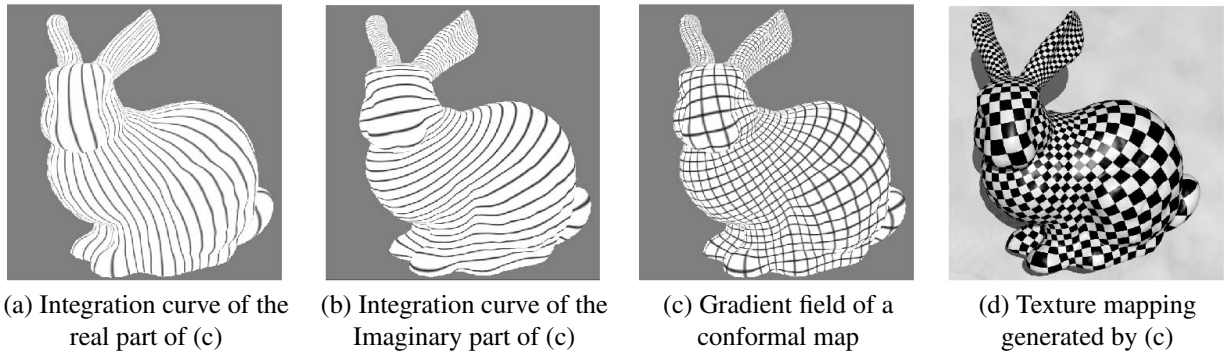 (a) Integration curve of the
real part of (c)
(b) Integration curve of the
Imaginary part of (c)
(c) Gradient field of a
conformal map
(d) Texture mapping
generated by (c)